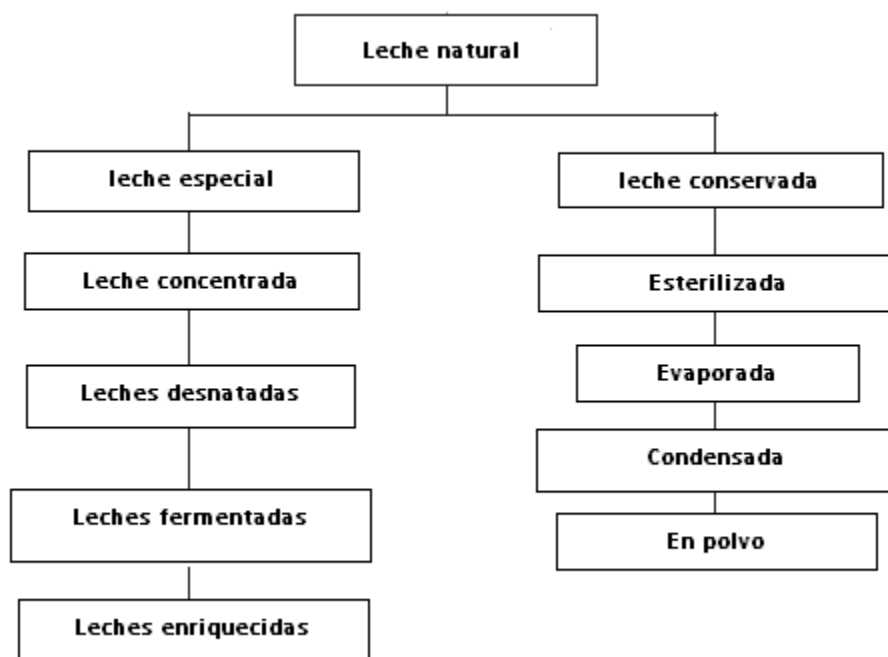 Leche natural
leche especial
Leche concentrada
Leches desnatadas
Leches fermentadas
Leches enriquecidas
leche conservada
Esterilizada
Evaporada
Condensada
En polvo